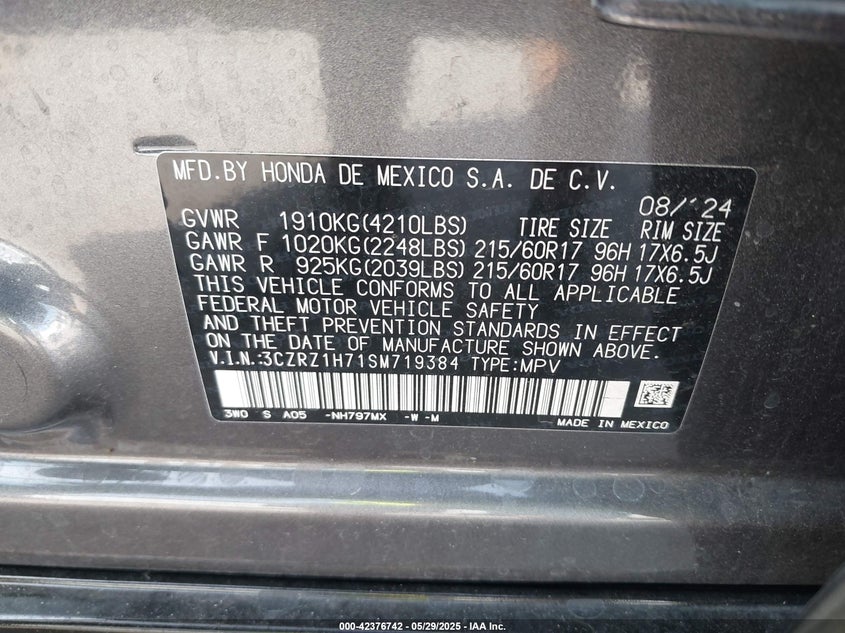 MFD.BY HONDA DE MEXICO S.A. DE C.V.
08/'24
GVWR 1910KG(4210LBS) TIRE SIZE RIM SIZE
GAWR F 1020KG(2248LBS) 215/60R17 96H 17X6.5J
GAWR R 925KG(2039LBS) 215/60R17 96H 17X6.5J
THIS VEHICLE CONFORMS TO ALL APPLICABLE
FEDERAL MOTOR VEHICLE SAFETY
AND THEFT PREVENTION STANDARDS IN EFFECT
ON THE DATE OF MANUFACTURE SHOWN ABOVE.
V.I.N.:3CZRZ1H71SM719384 TYPE:MPV
3W0 S A05 -NH797MX -W -M
MADE IN MEXICO
000-42376742 - 05/29/2025 - IAA Inc.